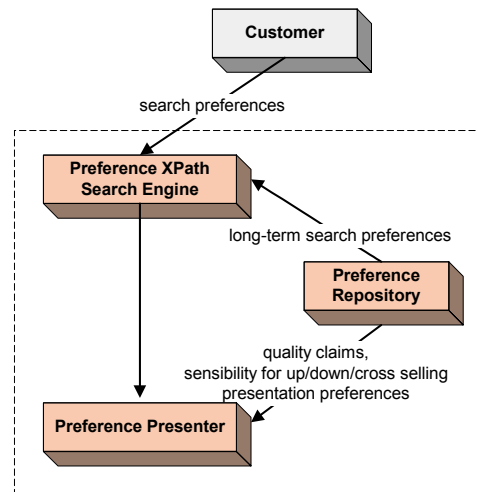 Customer
search preferences
Preference XPath
Search Engine
long-term search preferences
Preference
Repository
quality claims,
sensibility for up/down/cross selling
presentation preferences
Preference Presenter